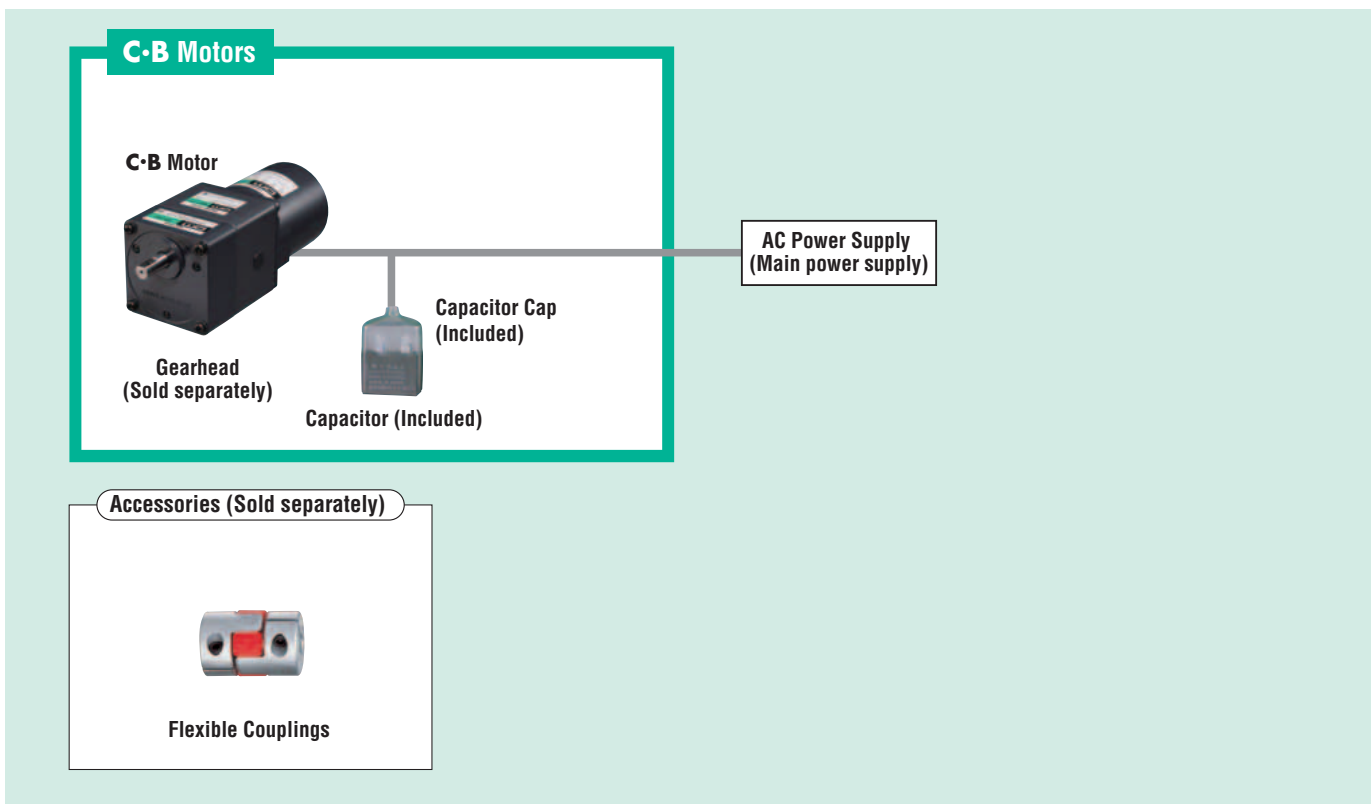 C·B Motors
C·B Motor
AC Power Supply
(Main power supply)
Capacitor Cap
(Included)
Gearhead
(Sold separately)
Capacitor (Included)
Accessories (Sold separately)
Flexible Couplings